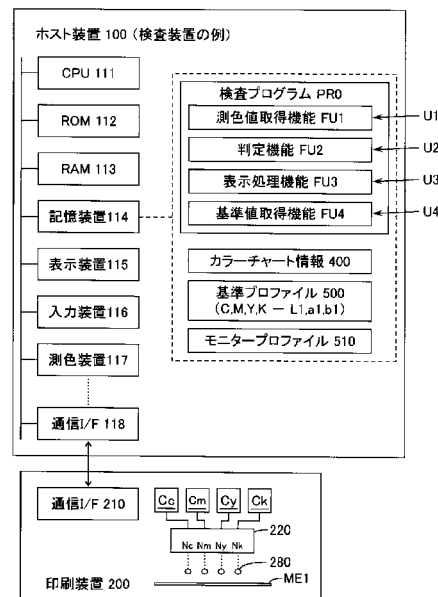 ホスト装置 100 (検査装置の例)
CPU 111
ROM 112
RAM 113
記憶装置114
表示装置115
入力装置116
測色装置117
通信I/F 118
検査プログラム PR0
測色値取得機能 FU1
U1
判定機能 FU2
U2
表示処理機能 FU3
U3
基準値取得機能 FU4
U4
カラーチャート情報 400
基準プロファイル 500
(C,M,Y,K － L1,a1,b1)
モニタープロファイル 510
通信I/F 210
Cc Cm Cy Ck
220
Nc Nm Ny Nk
280
ME1
印刷装置 200